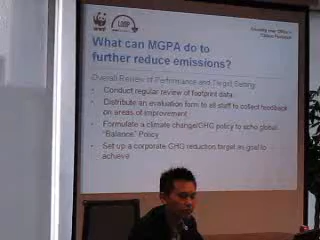 WWF
LOOP
What can MGPA do to
further reduce emissions?
Overall Review of Performance and Target Setting:
• Conduct regular review of footprint data
• Distribute an evaluation form to all staff to collect feedback
on areas of improvement
• Formulate a climate change/GHG policy to echo global
"Balance" Policy
• Set up a corporate GHG reduction target as goal to
achieve